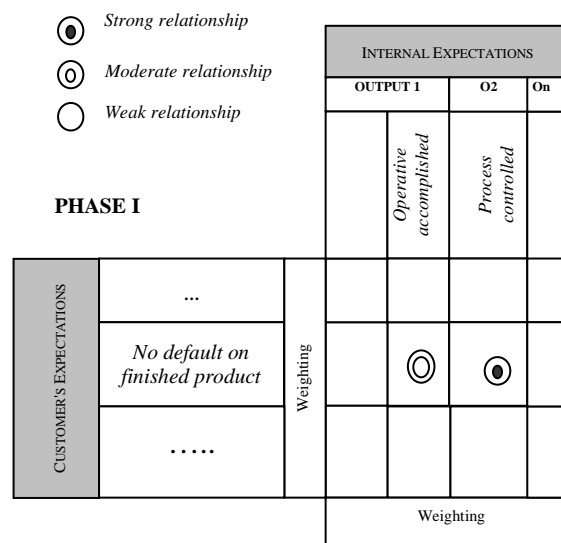 Strong relationship
Moderate relationship
Weak relationship
INTERNAL EXPECTATIONS
OUTPUT 1
O2
On
Operative
accomplished
Process
controlled
PHASE I
CUSTOMER'S EXPECTATIONS
...
No default on
finished product
.....
Weighting
Weighting